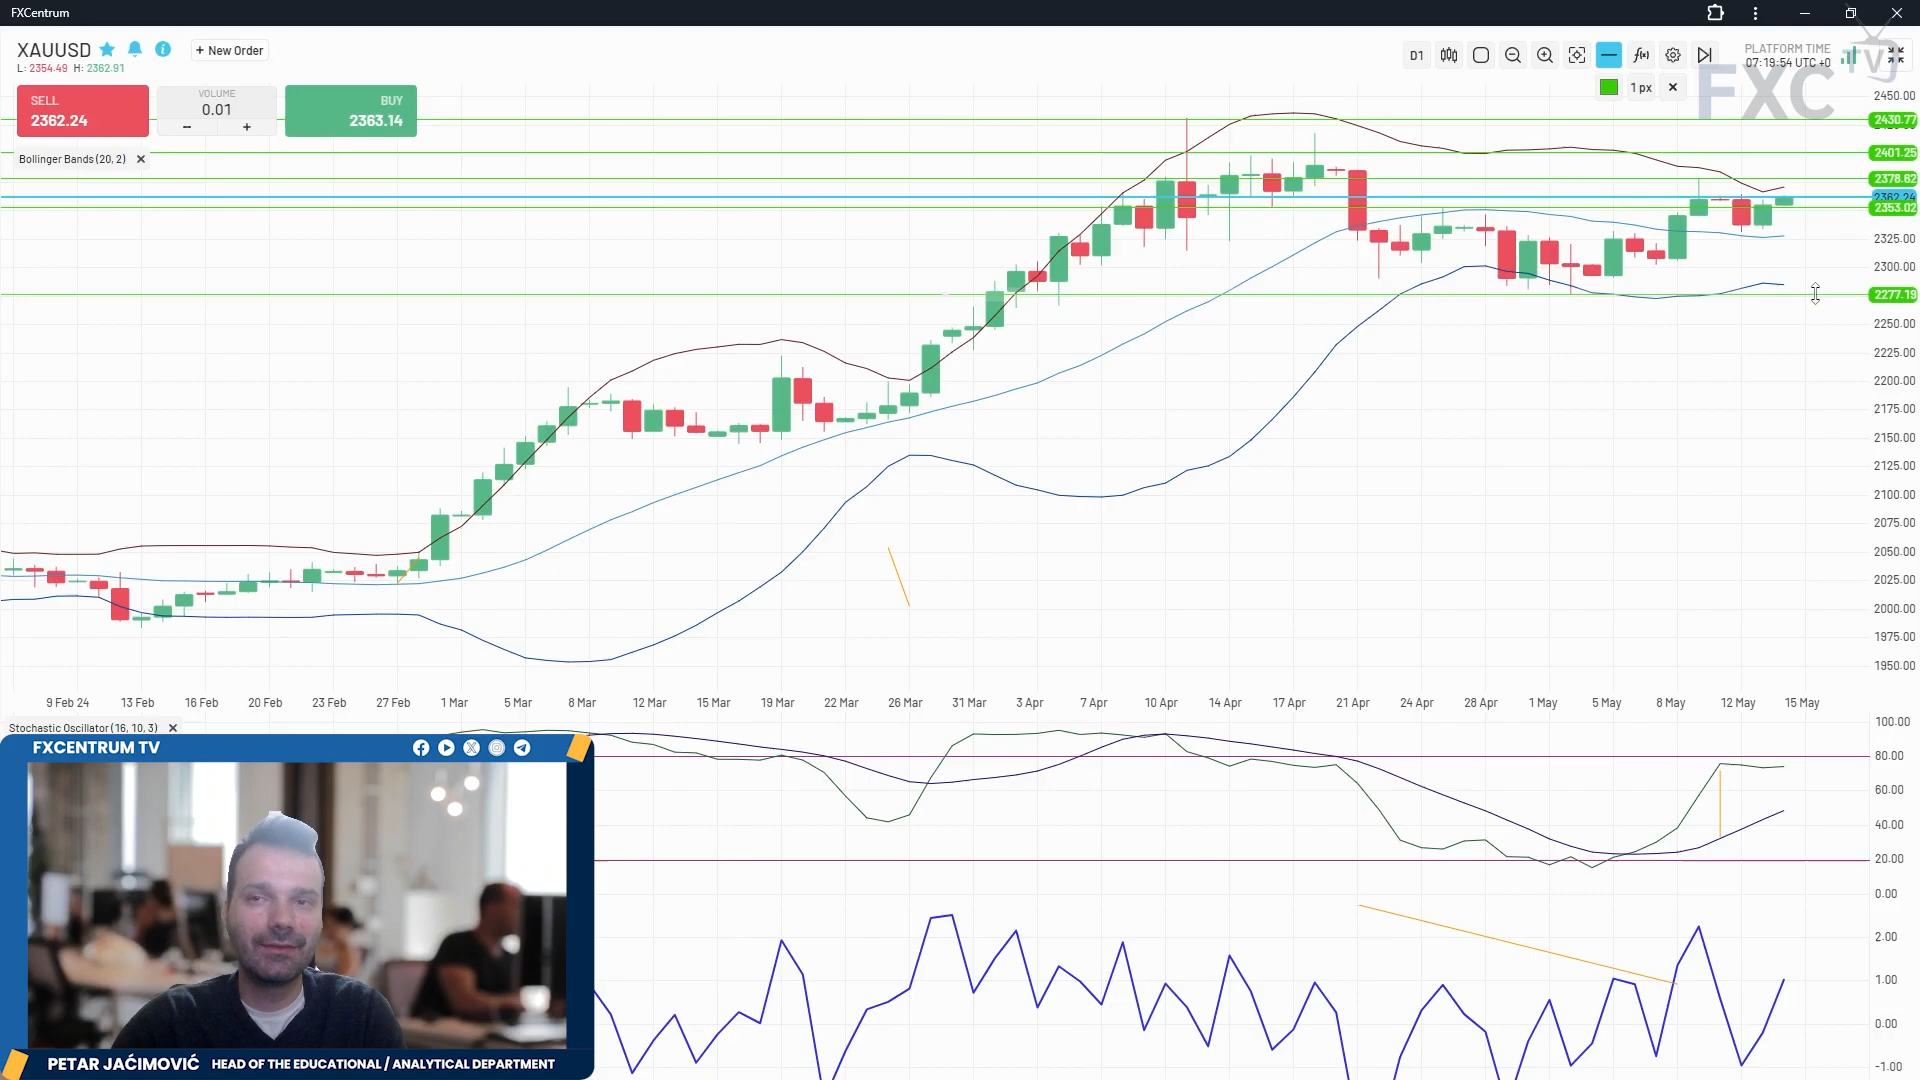 FXCentrum
XAUUSD
+ New Order
L: 2354.49 H: 2362.91
SELL
2362.24
VOLUME
0.01
BUY
2363.14
Bollinger Bands (20, 2)
D1
PLATFORM TIME
07:19:54 UTC +0
1 px
FXC TV
2450.00
2430.77
2401.25
2378.62
2362.24
2353.02
2325.00
2300.00
2277.19
2250.00
2225.00
2200.00
2175.00
2150.00
2125.00
2100.00
2075.00
2050.00
2025.00
2000.00
1975.00
1950.00
9 Feb 24 13 Feb 16 Feb 20 Feb 23 Feb 27 Feb 1 Mar 5 Mar 8 Mar 12 Mar 15 Mar 19 Mar 22 Mar 26 Mar 31 Mar 3 Apr 7 Apr 10 Apr 14 Apr 17 Apr 21 Apr 24 Apr 28 Apr 1 May 5 May 8 May 12 May 15 May
Stochastic Oscillator (16, 10, 3)
100.00
80.00
60.00
40.00
20.00
0.00
2.00
1.00
0.00
-1.00
FXCENTRUM TV
PETAR JAĆIMOVIĆ HEAD OF THE EDUCATIONAL / ANALYTICAL DEPARTMENT